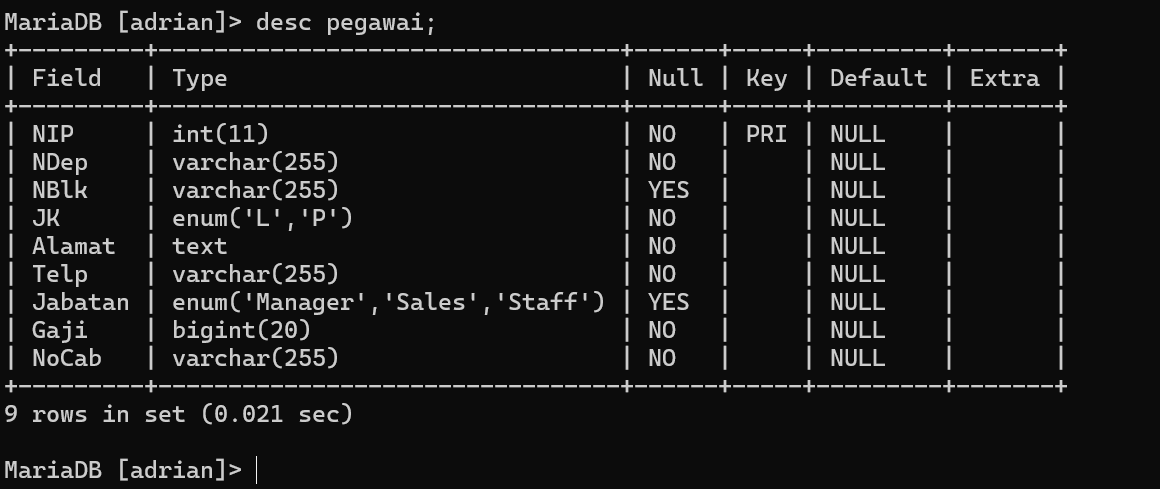 MariaDB [adrian]> desc pegawai;
+---------+---------------------------------+------+-----+---------+-------+
| Field   | Type                            | Null | Key | Default | Extra |
+---------+---------------------------------+------+-----+---------+-------+
| NIP     | int(11)                         | NO   | PRI | NULL    |       |
| NDep    | varchar(255)                    | NO   |     | NULL    |       |
| NBlk    | varchar(255)                    | YES  |     | NULL    |       |
| JK      | enum('L','P')                   | NO   |     | NULL    |       |
| Alamat  | text                            | NO   |     | NULL    |       |
| Telp    | varchar(255)                    | NO   |     | NULL    |       |
| Jabatan | enum('Manager','Sales','Staff') | YES  |     | NULL    |       |
| Gaji    | bigint(20)                      | NO   |     | NULL    |       |
| NoCab   | varchar(255)                    | NO   |     | NULL    |       |
+---------+---------------------------------+------+-----+---------+-------+
9 rows in set (0.021 sec)
MariaDB [adrian]>